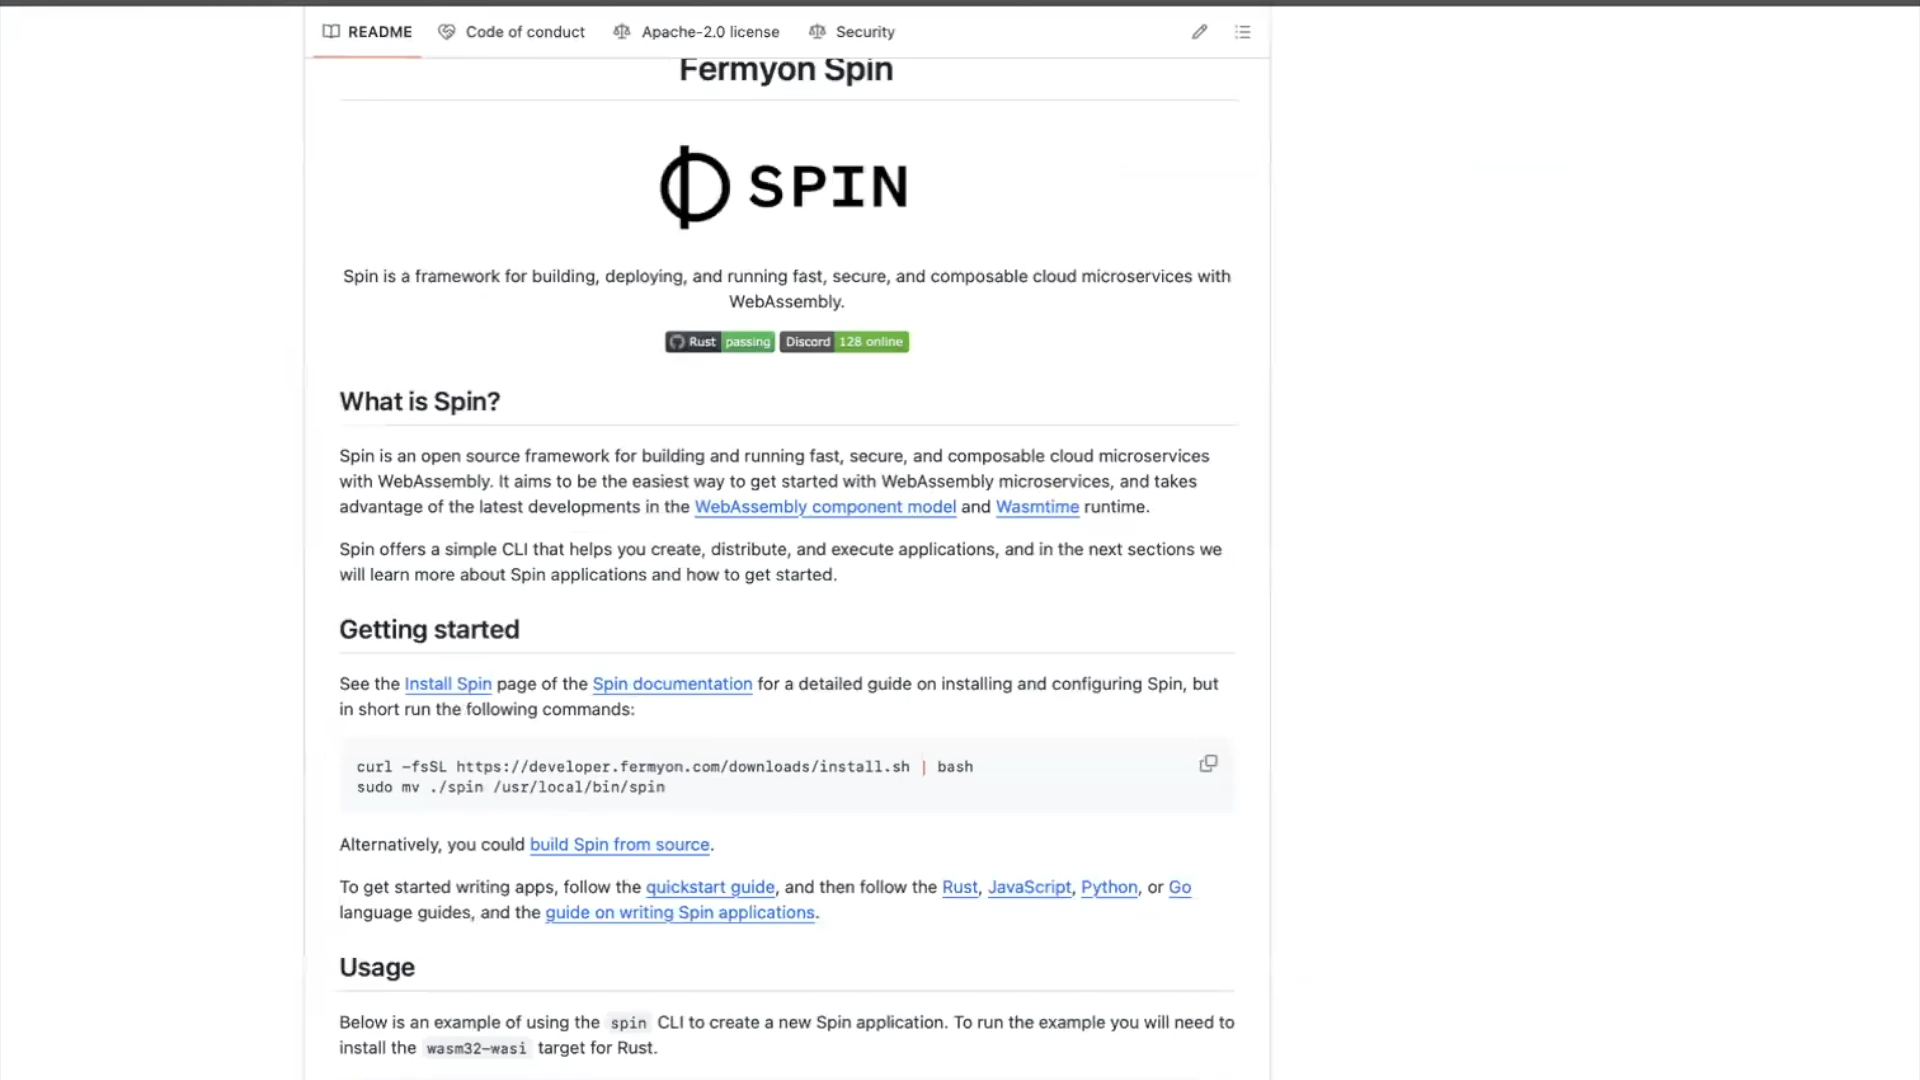 README Code of conduct Apache-2.0 license Security
Fermyon Spin
SPIN
Spin is a framework for building, deploying, and running fast, secure, and composable cloud microservices with
WebAssembly.
Rust passing Discord 128 online
What is Spin?
Spin is an open source framework for building and running fast, secure, and composable cloud microservices
with WebAssembly. It aims to be the easiest way to get started with WebAssembly microservices, and takes
advantage of the latest developments in the WebAssembly component model and Wasmtime runtime.
Spin offers a simple CLI that helps you create, distribute, and execute applications, and in the next sections we
will learn more about Spin applications and how to get started.
Getting started
See the Install Spin page of the Spin documentation for a detailed guide on installing and configuring Spin, but
in short run the following commands:
curl -fsSL https://developer.fermyon.com/downloads/install.sh | bash
sudo mv ./spin /usr/local/bin/spin
Alternatively, you could build Spin from source.
To get started writing apps, follow the quickstart guide, and then follow the Rust, JavaScript, Python, or Go
language guides, and the guide on writing Spin applications.
Usage
Below is an example of using the spin CLI to create a new Spin application. To run the example you will need to
install the wasm32-wasi target for Rust.